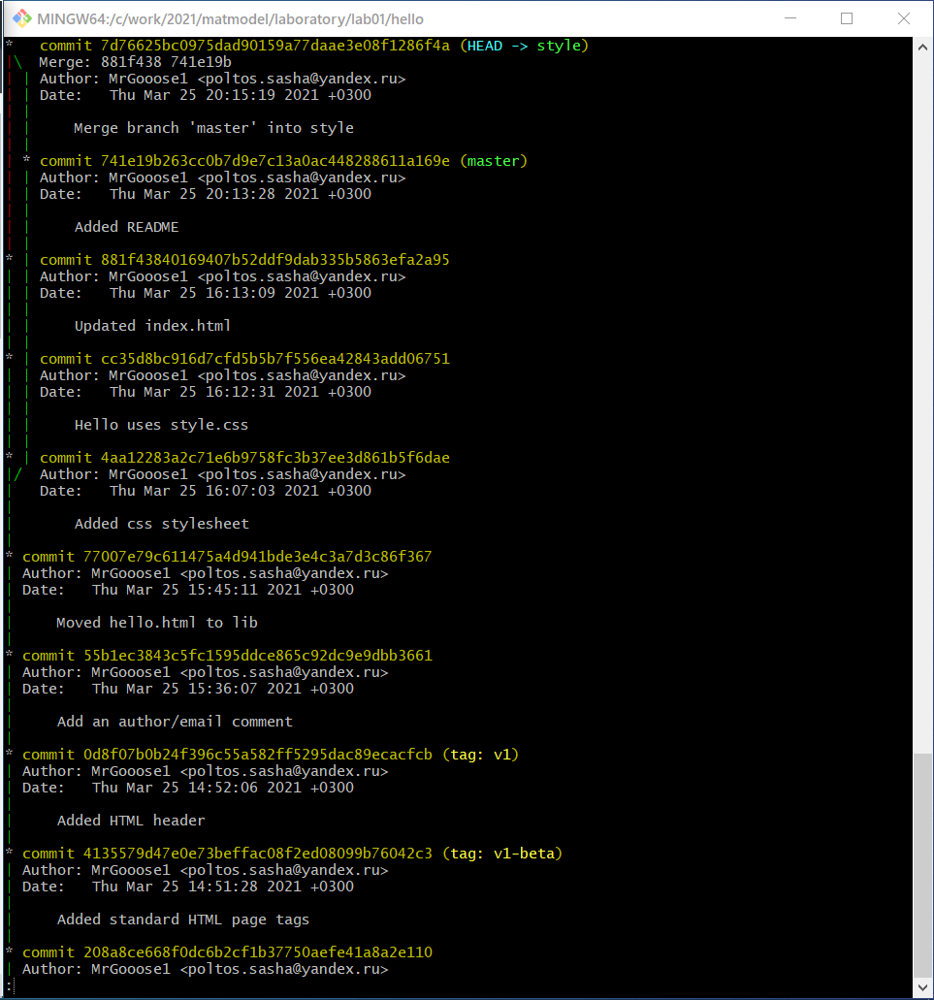 MINGW64:/c/work/2021/matmodel/laboratory/lab01/hello
*   commit 7d76625bc0975dad90159a77daae3e08f1286f4a (HEAD -> style)
|\  Merge: 881f438 741e19b
| | Author: MrGooose1 <poltos.sasha@yandex.ru>
| | Date:   Thu Mar 25 20:15:19 2021 +0300
| |
| |     Merge branch 'master' into style
| |
| * commit 741e19b263cc0b7d9e7c13a0ac448288611a169e (master)
| | Author: MrGooose1 <poltos.sasha@yandex.ru>
| | Date:   Thu Mar 25 20:13:28 2021 +0300
| |
| |     Added README
| |
* | commit 881f43840169407b52ddf9dab335b5863efa2a95
| | Author: MrGooose1 <poltos.sasha@yandex.ru>
| | Date:   Thu Mar 25 16:13:09 2021 +0300
| |
| |     Updated index.html
| |
* | commit cc35d8bc916d7cfd5b5b7f556ea42843add06751
| | Author: MrGooose1 <poltos.sasha@yandex.ru>
| | Date:   Thu Mar 25 16:12:31 2021 +0300
| |
| |     Hello uses style.css
| |
* | commit 4aa12283a2c71e6b9758fc3b37ee3d861b5f6dae
|/  Author: MrGooose1 <poltos.sasha@yandex.ru>
|   Date:   Thu Mar 25 16:07:03 2021 +0300
|
|       Added css stylesheet
|
* commit 77007e79c611475a4d941bde3e4c3a7d3c86f367
| Author: MrGooose1 <poltos.sasha@yandex.ru>
| Date:   Thu Mar 25 15:45:11 2021 +0300
|
|     Moved hello.html to lib
|
* commit 55b1ec3843c5fc1595ddce865c92dc9e9dbb3661
| Author: MrGooose1 <poltos.sasha@yandex.ru>
| Date:   Thu Mar 25 15:36:07 2021 +0300
|
|     Add an author/email comment
|
* commit 0d8f07b0b24f396c55a582ff5295dac89ecacfcb (tag: v1)
| Author: MrGooose1 <poltos.sasha@yandex.ru>
| Date:   Thu Mar 25 14:52:06 2021 +0300
|
|     Added HTML header
|
* commit 4135579d47e0e73beffac08f2ed08099b76042c3 (tag: v1-beta)
| Author: MrGooose1 <poltos.sasha@yandex.ru>
| Date:   Thu Mar 25 14:51:28 2021 +0300
|
|     Added standard HTML page tags
|
* commit 208a8ce668f0dc6b2cf1b37750aefe41a8a2e110
| Author: MrGooose1 <poltos.sasha@yandex.ru>
: